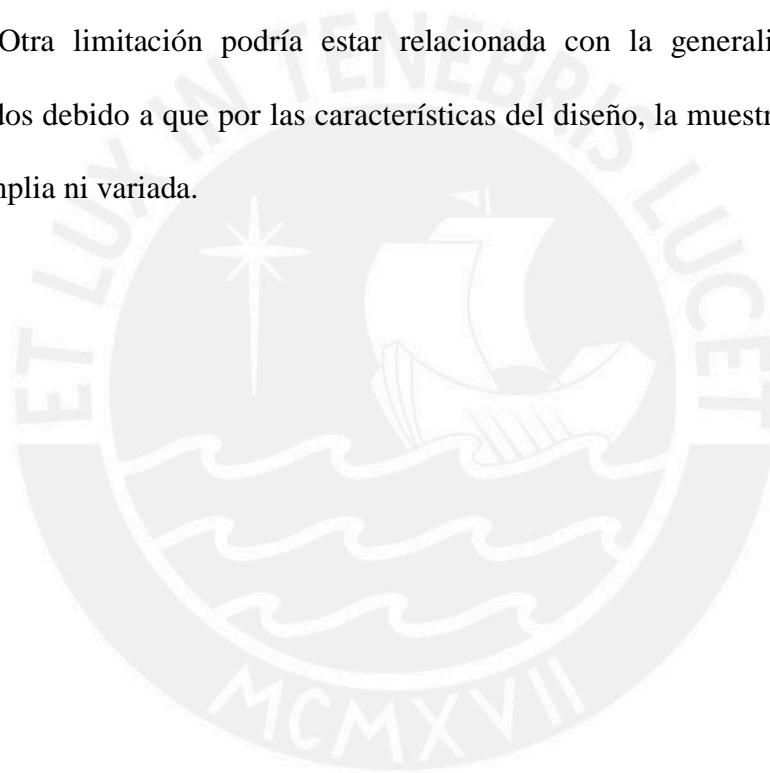 Otra limitación podría estar relacionada con la generali
dos debido a que por las características del diseño, la muestr
nplia ni variada.
ET LUX IN TENEBRIS LUCET
MCMXVII